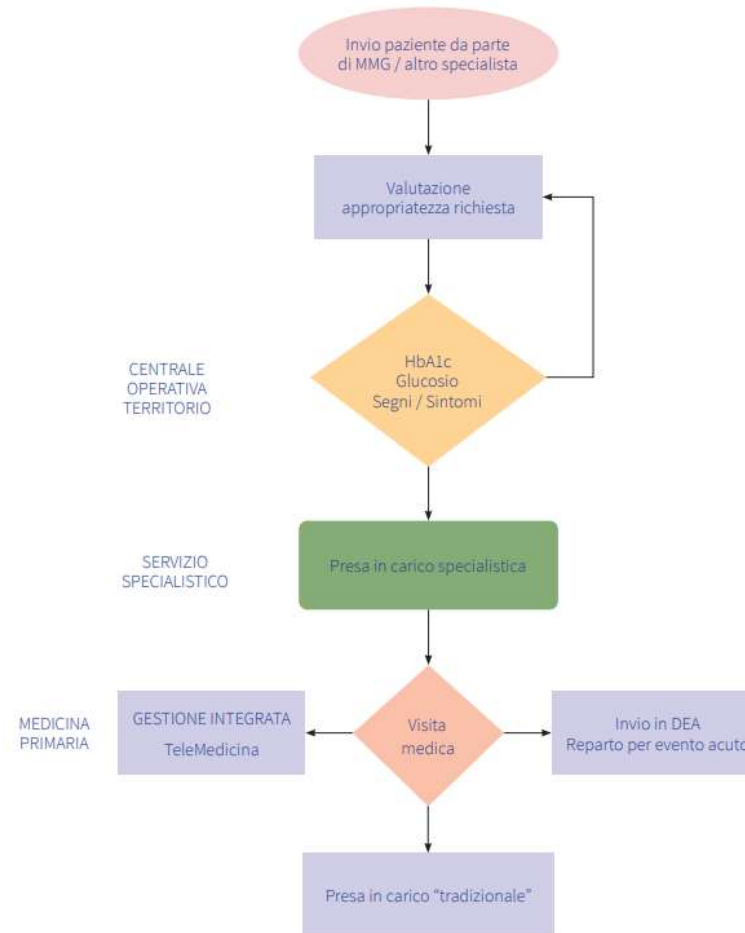 Invio paziente da parte
di MMG / altro specialista
Valutazione
appropriatezza richiesta
CENTRALE
OPERATIVA
TERRITORIO
HbA1c
Glucosio
Segni / Sintomi
SERVIZIO
SPECIALISTICO
Presa in carico specialistica
MEDICINA
PRIMARIA
GESTIONE INTEGRATA
TeleMedicina
Visita
medica
Invio in DEA
Reparto per evento acuto
Presa in carico “tradizionale”